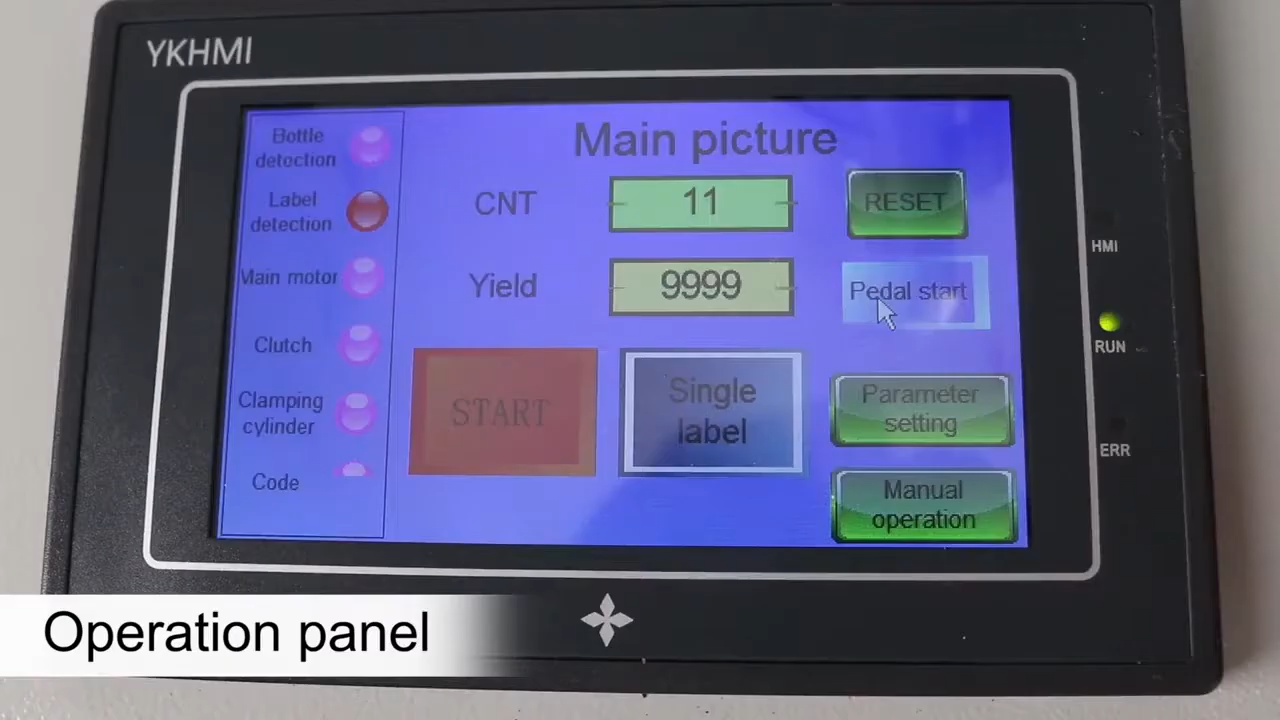 YKHMI
Main picture
Bottle
detection
Label
detection
Main motor
Clutch
Clamping
cylinder
Code
CNT
11
RESET
Yield
9999
Pedal start
START
Single
label
Parameter
setting
Manual
operation
HMI
RUN
ERR
Operation panel